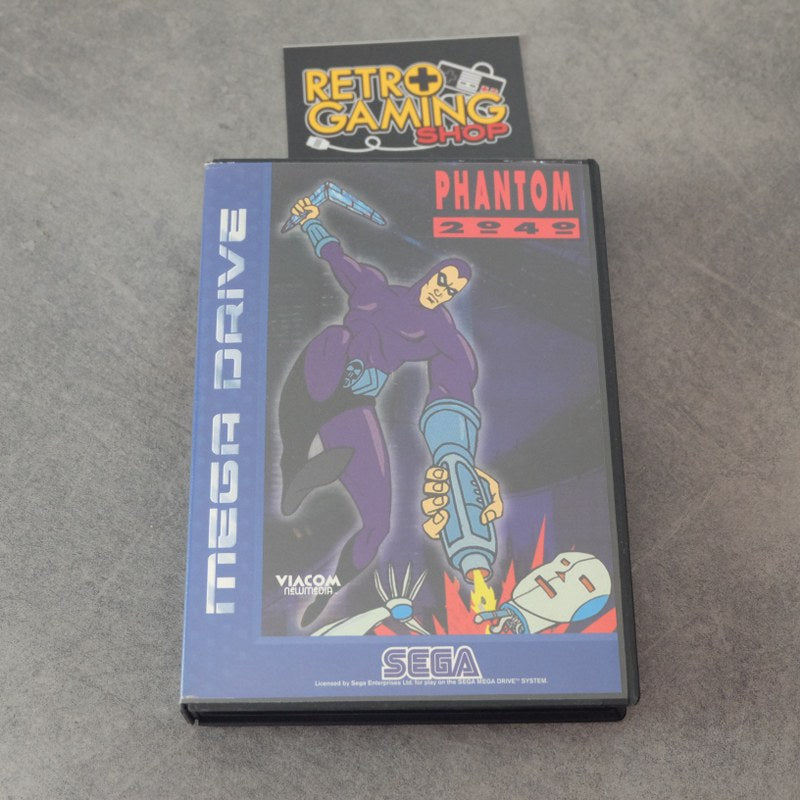 RETRO
GAMING
SHOP
PHANTOM
2040
MEGA DRIVE
VIACOM
NEWMEDIA
SEGA
Licensed by Sega Enterprises Ltd. for play on the SEGA MEGA DRIVE™ SYSTEM.